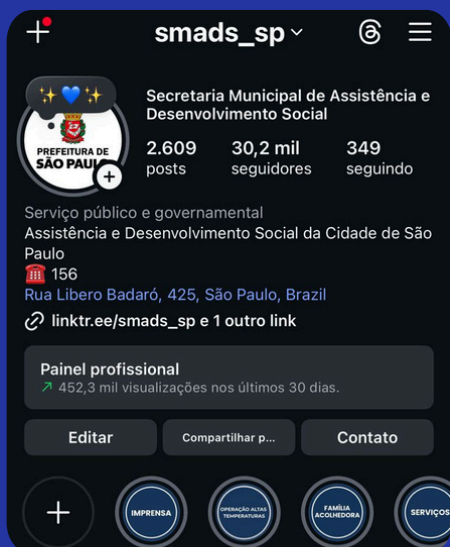 smads_sp
Secretaria Municipal de Assistência e
Desenvolvimento Social
2.609 30,2 mil 349
posts seguidores seguindo
PREFEITURA DE
SÃO PAULO
Serviço público e governamental
Assistência e Desenvolvimento Social da Cidade de São
Paulo
156
Rua Libero Badaró, 425, São Paulo, Brazil
linktr.ee/smads_sp e 1 outro link
Painel profissional
452,3 mil visualizações nos últimos 30 dias.
Editar Compartilhar p... Contato
IMPRENSA
OPERAÇÃO ALTAS
TEMPERATURAS
FAMÍLIA
ACOLHEDORA
SERVIÇOS